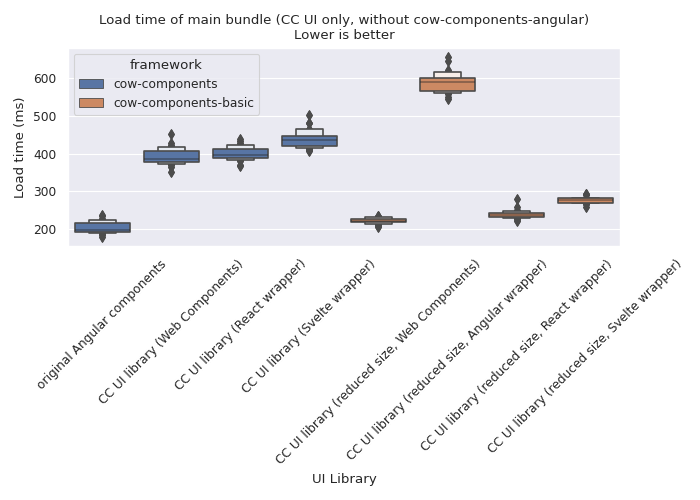 Load time of main bundle (CC UI only, without cow-components-angular)
Lower is better
framework
cow-components
cow-components-basic
Load time (ms)
600
500
400
300
200
original Angular components
CC UI library (Web Components)
CC UI library (React wrapper)
CC UI library (Svelte wrapper)
CC UI library (reduced size, Web Components)
CC UI library (reduced size, Angular wrapper)
CC UI library (reduced size, React wrapper)
CC UI library (reduced size, Svelte wrapper)
UI Library